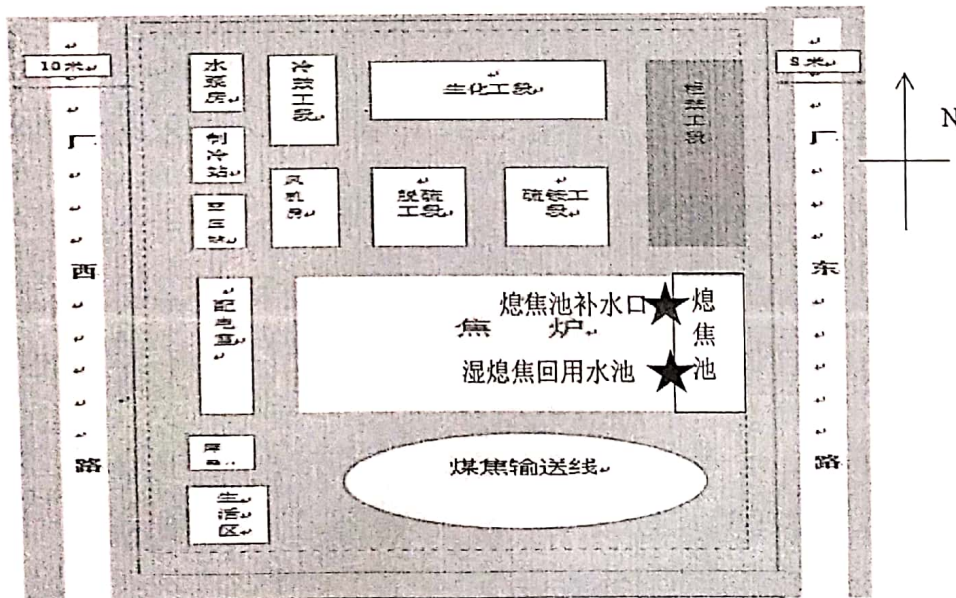 10米
水泵房
冷鼓工段
生化工段
8米
N
制冷站
风机房
脱硫工段
硫铵工段
厂西路
厂东路
配电室
熄焦池补水口
熄焦池
焦 炉
湿熄焦回用水池
煤焦输送线
生活区